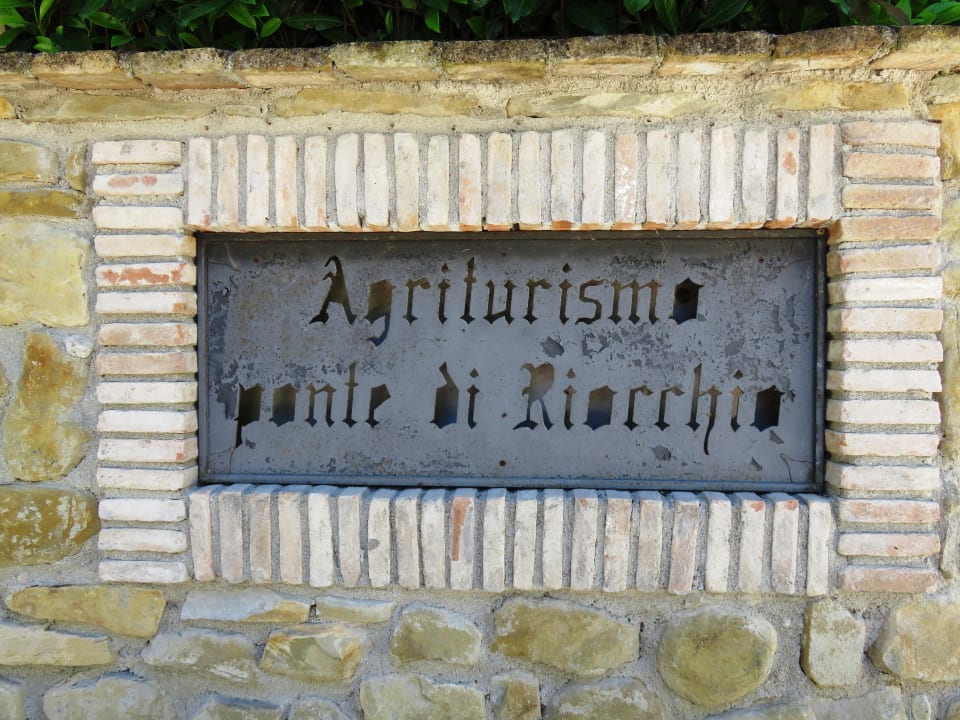 Agriturismo
ponte di Riocchio